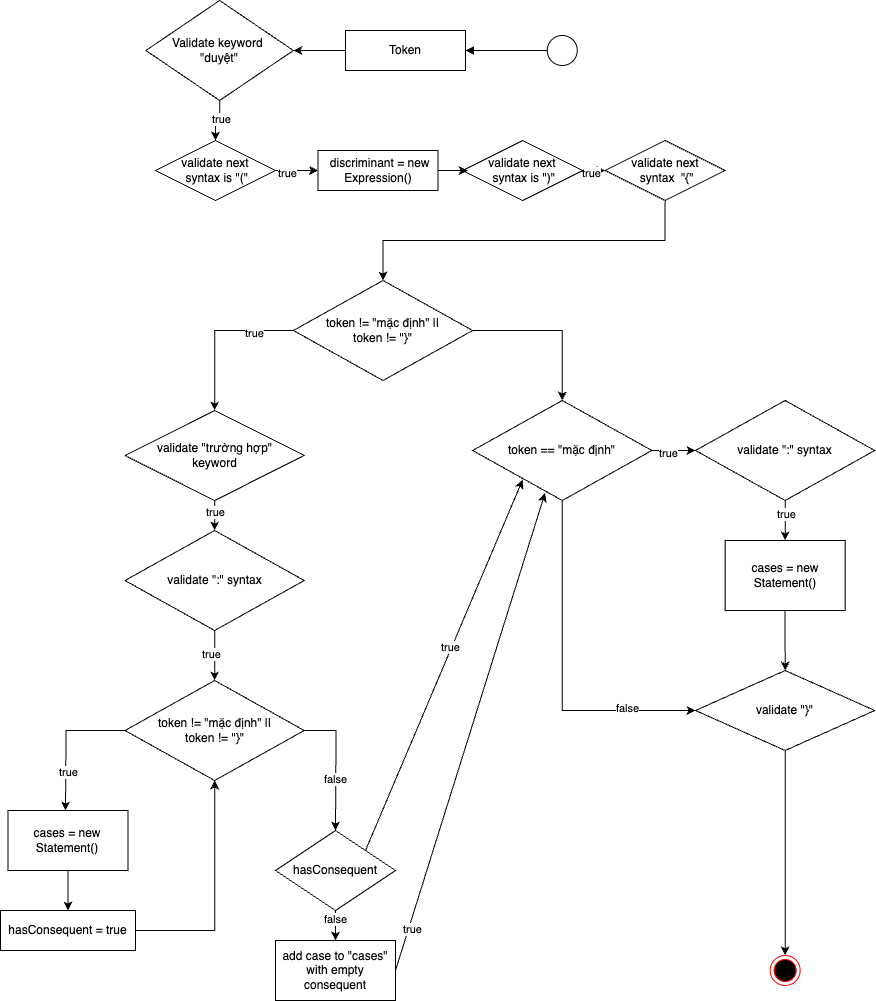 Validate keyword
"duyệt"
Token
true
validate next
syntax is "("
true
discriminant = new
Expression()
validate next
syntax is ")"
true
validate next
syntax  "{"
token != "mặc định" ||
token != "}"
true
validate "trường hợp"
keyword
token == "mặc định"
true
validate ":" syntax
true
true
validate ":" syntax
cases = new
Statement()
true
true
token != "mặc định" ||
token != "}"
false
validate "}"
true
false
cases = new
Statement()
hasConsequent
false
hasConsequent = true
true
add case to "cases"
with empty
consequent